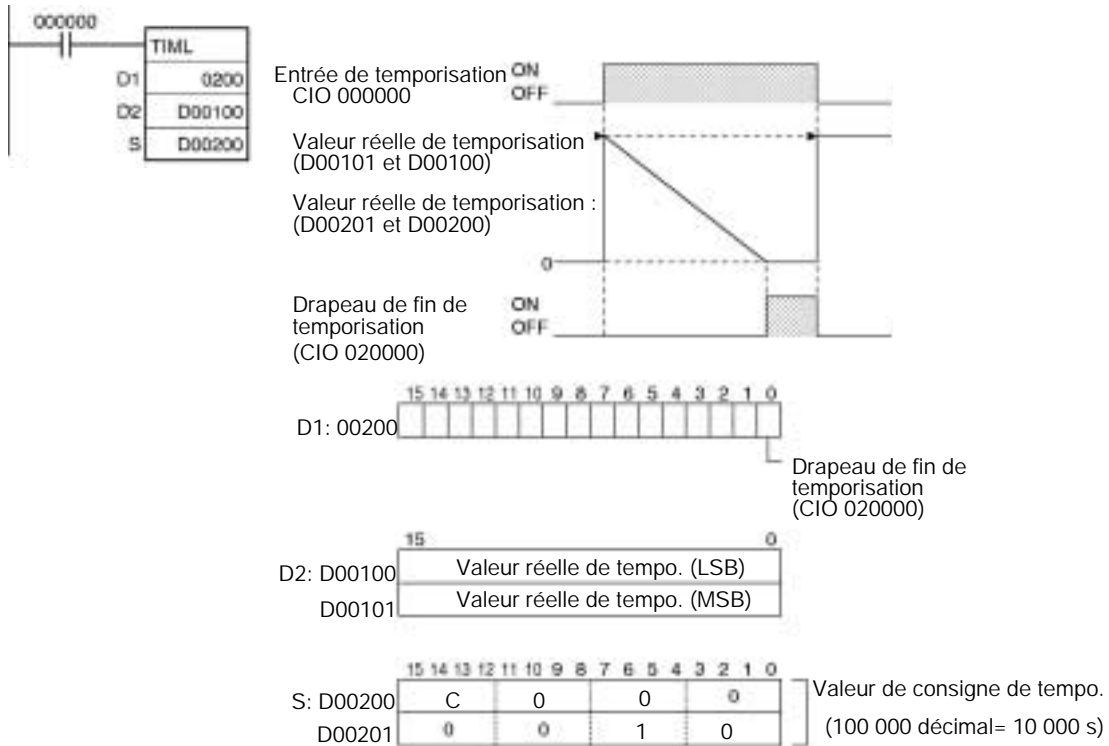 000000
TIML
D1 0200
D2 D00100
S D00200
Entrée de temporisation ON
CIO 000000 OFF
Valeur réelle de temporisation
(D00101 et D00100)
Valeur réelle de temporisation :
(D00201 et D00200)
0
Drapeau de fin de ON
temporisation OFF
(CIO 020000)
15 14 13 12 11 10 9 8 7 6 5 4 3 2 1 0
D1: 00200
Drapeau de fin de
temporisation
(CIO 020000)
15 0
D2: D00100 Valeur réelle de tempo. (LSB)
D00101 Valeur réelle de tempo. (MSB)
15 14 13 12 11 10 9 8 7 6 5 4 3 2 1 0
S: D00200 C 0 0 0
D00201 0 0 1 0
Valeur de consigne de tempo.
(100 000 décimal= 10 000 s)